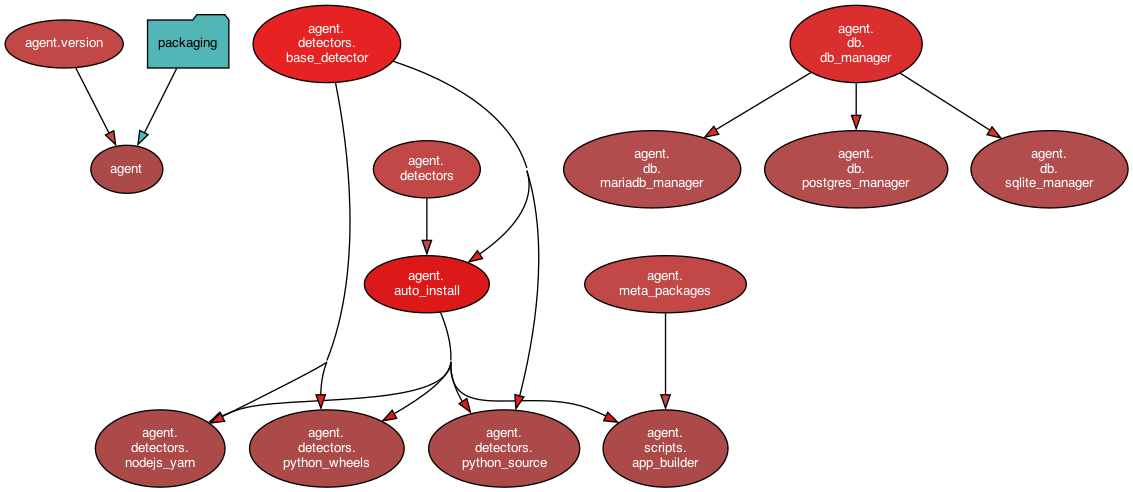 agent.version
packaging
agent.
detectors.
base_detector
agent.
db.
db_manager
agent
agent.
detectors
agent.
db.
mariadb_manager
agent.
db.
postgres_manager
agent.
db.
sqlite_manager
agent.
auto_install
agent.
meta_packages
agent.
detectors.
nodejs_yarn
agent.
detectors.
python_wheels
agent.
detectors.
python_source
agent.
scripts.
app_builder